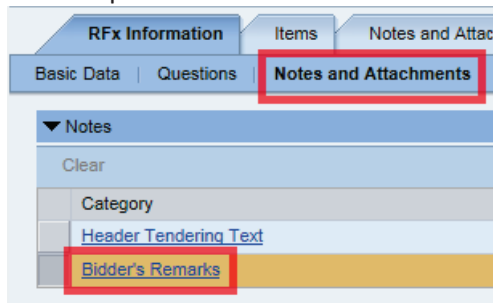 RFx Information Items Notes and Attac
Basic Data | Questions | Notes and Attachments
Notes
Clear
Category
Header Tendering Text
Bidder's Remarks